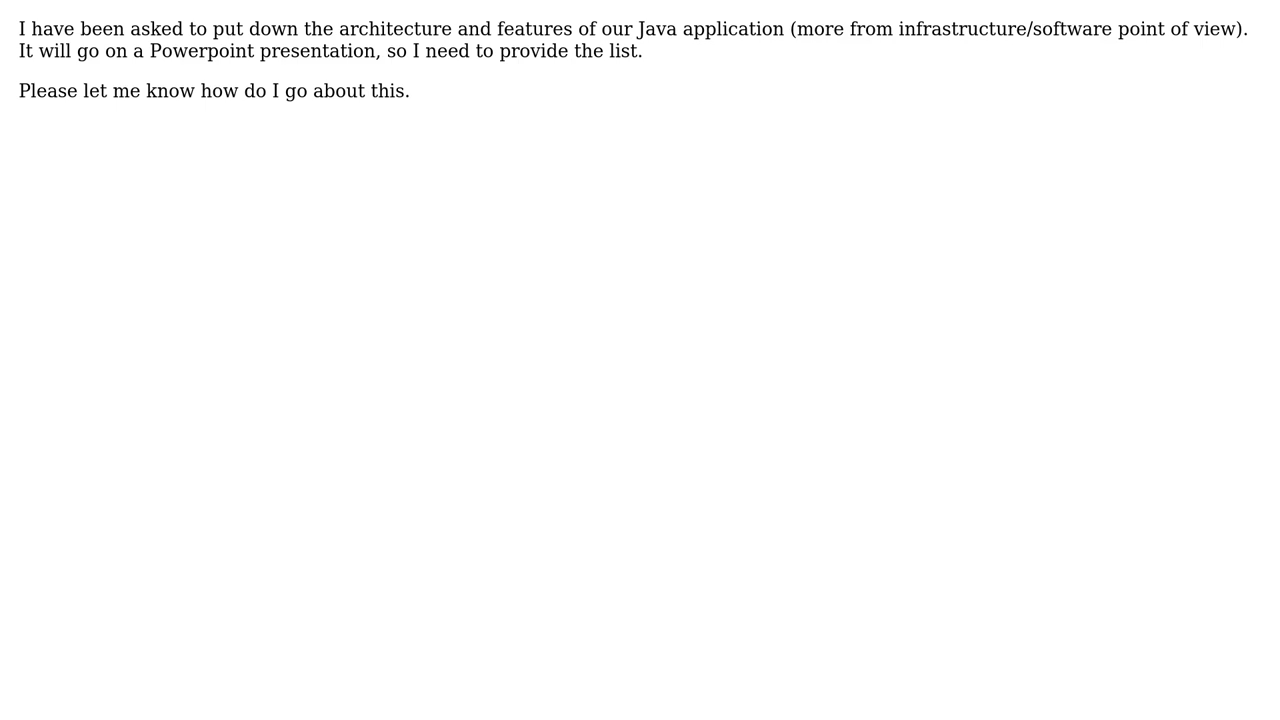 I have been asked to put down the architecture and features of our Java application (more from infrastructure/software point of view).
It will go on a Powerpoint presentation, so I need to provide the list.
Please let me know how do I go about this.